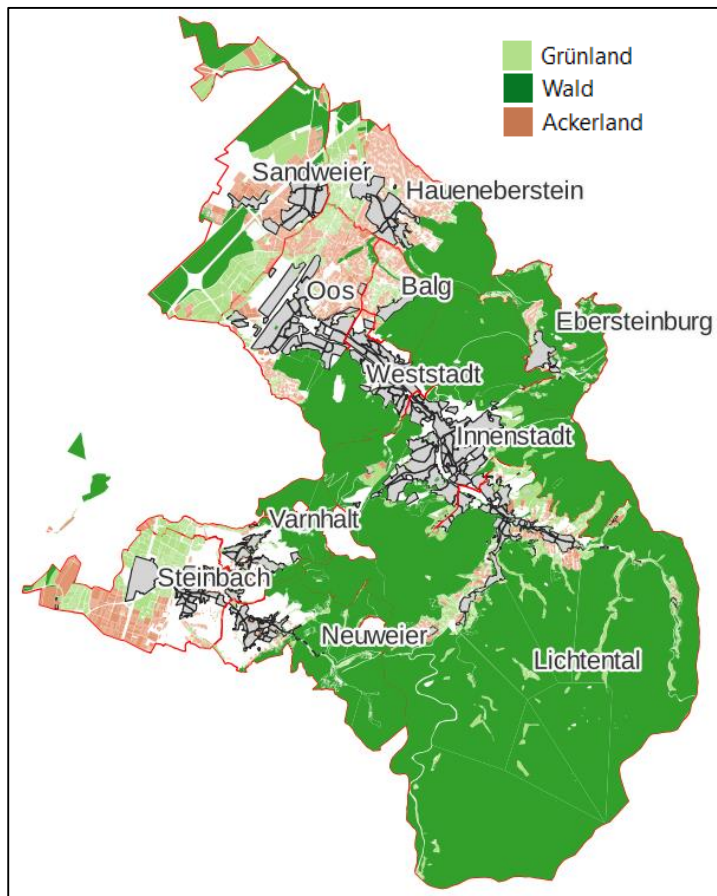 Grünland
Wald
Ackerland
Sandweier
Haueneberstein
Oos
Balg
Ebersteinburg
Weststadt
Innenstadt
Varnhalt
Steinbach
Neuweier
Lichtental